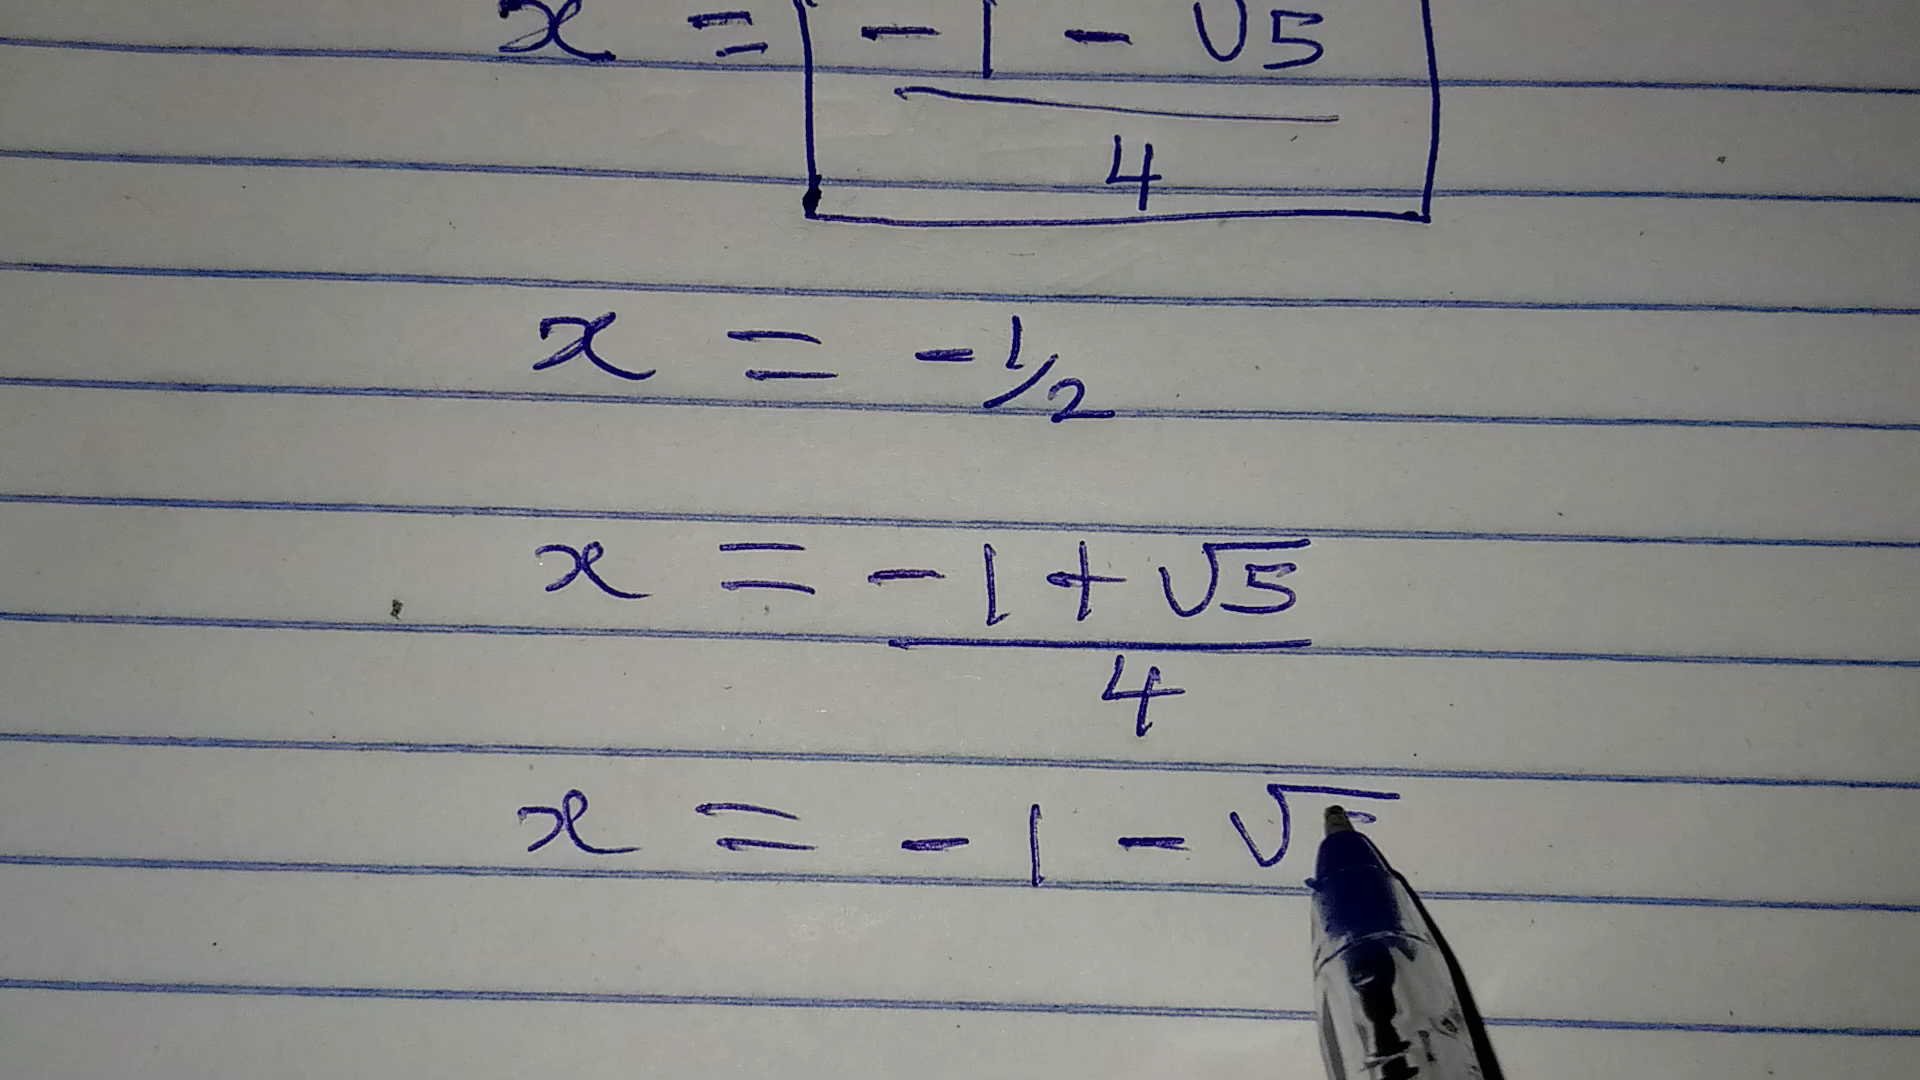 x = -1 - √5
4
x = -1/2
x = -1 + √5
4
x = -1 - √